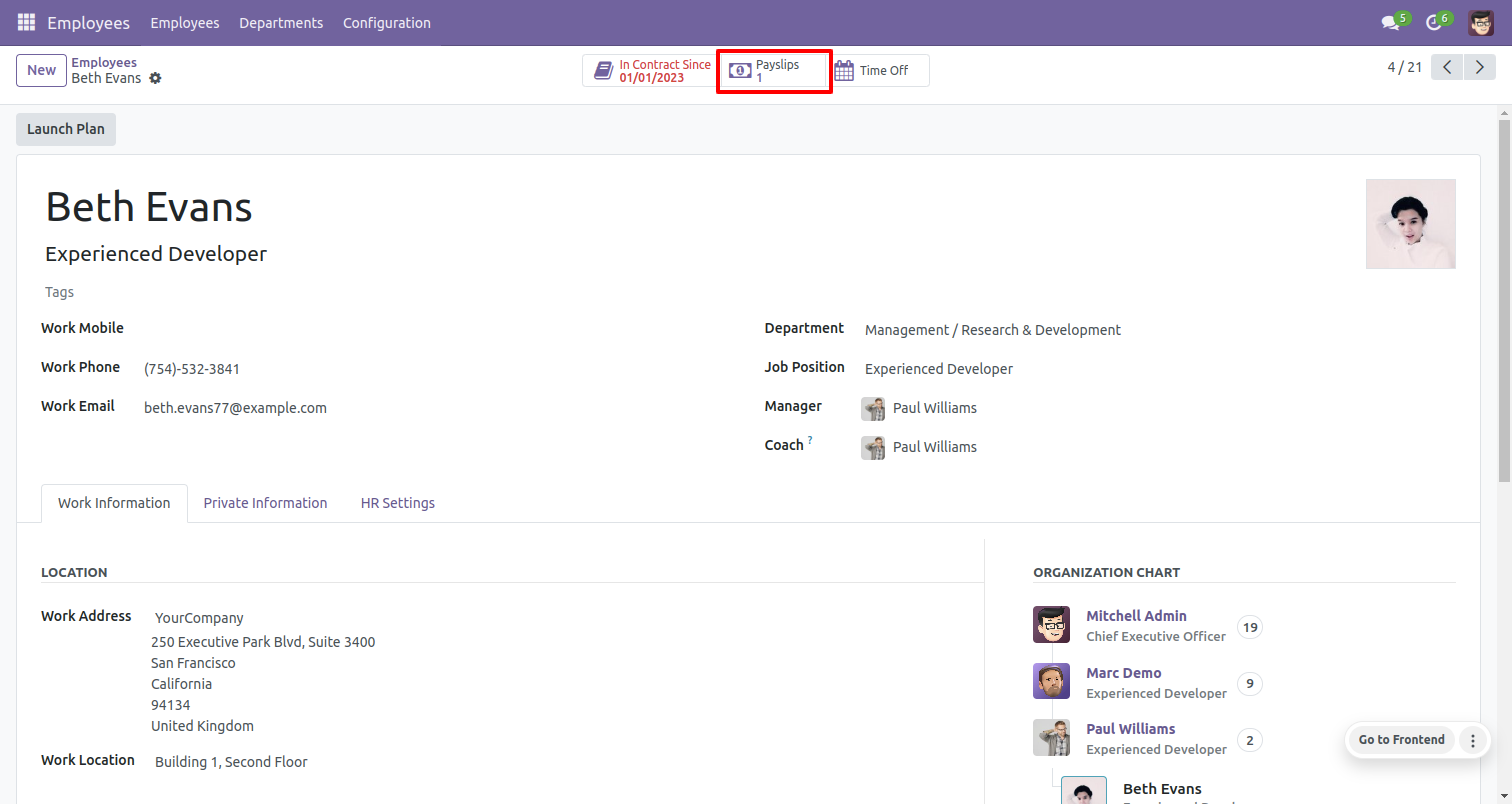 Employees Employees Departments Configuration 5 6
New Employees In Contract Since Payslips Time Off 4 / 21
Beth Evans 01/01/2023 1
Launch Plan
Beth Evans
Experienced Developer
Tags
Work Mobile
Department Management / Research & Development
Work Phone (754)-532-3841
Job Position Experienced Developer
Work Email beth.evans77@example.com
Manager Paul Williams
Coach ? Paul Williams
Work Information Private Information HR Settings
LOCATION
Work Address YourCompany
250 Executive Park Blvd, Suite 3400
San Francisco
California
94134
United Kingdom
Work Location Building 1, Second Floor
ORGANIZATION CHART
Mitchell Admin
Chief Executive Officer 19
Marc Demo
Experienced Developer 9
Paul Williams
Experienced Developer 2
Beth Evans
Go to Frontend